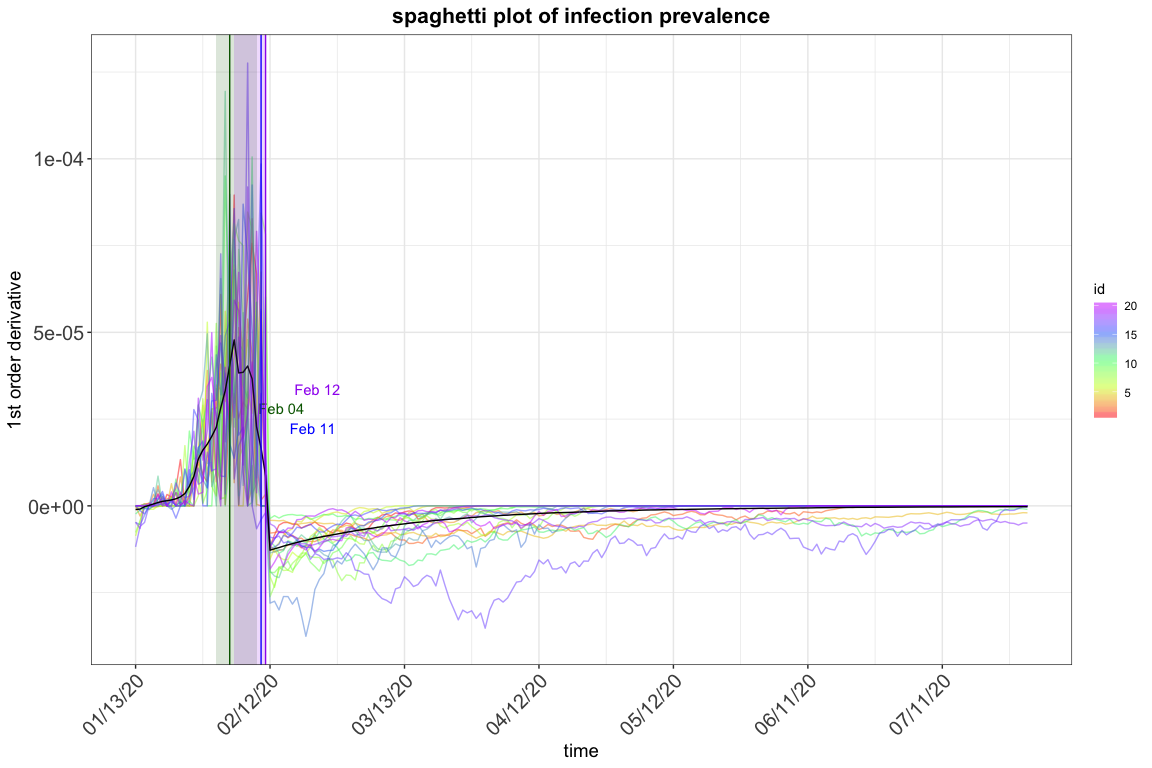 spaghetti plot of infection prevalence
1st order derivative
1e-04
5e-05
0e+00
Feb 12
Feb 04
Feb 11
01/13/20
02/12/20
03/13/20
04/12/20
05/12/20
06/11/20
07/11/20
time
id
20
15
10
5